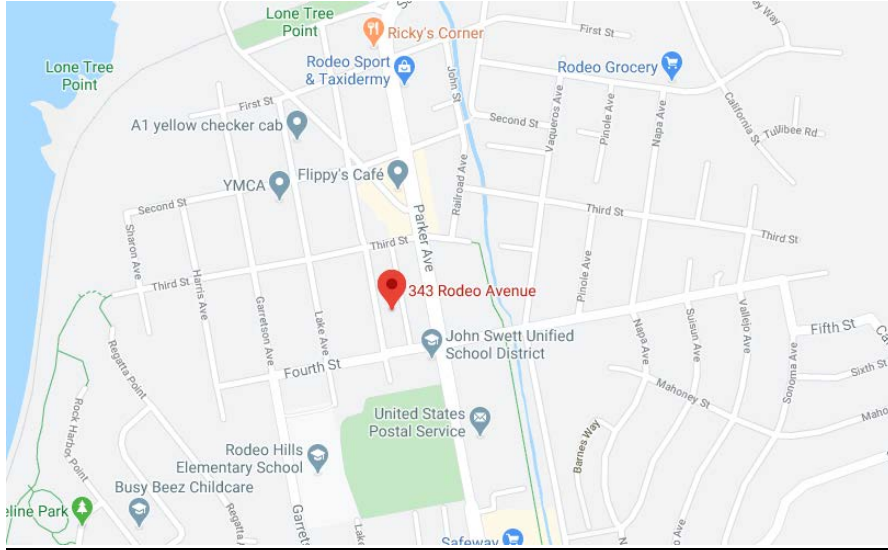 Lone Tree
Point
Ricky's Corner
First St
Lone Tree
Point
Rodeo Sport
& Taxidermy
Rodeo Grocery
John St
First St
A1 yellow checker cab
Second St
Vaqueros Ave
Pinole Ave
Napa Ave
California St
Tullibee Rd
YMCA
Flippy's Café
Second St
Railroad Ave
Third St
Sharon Ave
Parker Ave
Third St
Third St
Third St
Harris Ave
Garretson Ave
Lake Ave
343 Rodeo Avenue
Pinole Ave
Napa Ave
Suisun Ave
Vallejo Ave
Regatta Point
John Swett Unified
School District
Fifth St
Fourth St
Sonoma Ave
Sixth St
Mahoney St
Rock Harbor Point
United States
Postal Service
Barnes Way
Rodeo Hills
Elementary School
Busy Beez Childcare
eline Park
Safeway